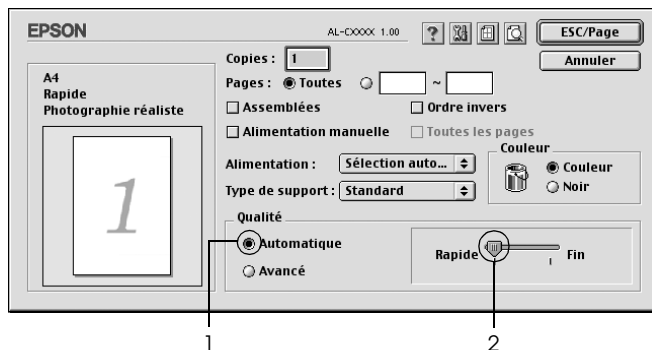 EPSON
AL-CXXXX 1.00
?
ESC/Page
Annuler
A4
Rapide
Photographie réaliste
1
Copies : 1
Pages : Toutes ~
Assemblées
Ordre invers
Alimentation manuelle
Toutes les pages
Alimentation : Sélection auto...
Type de support : Standard
Couleur
Couleur
Noir
Qualité
Automatique
Avancé
Rapide
Fin
1
2